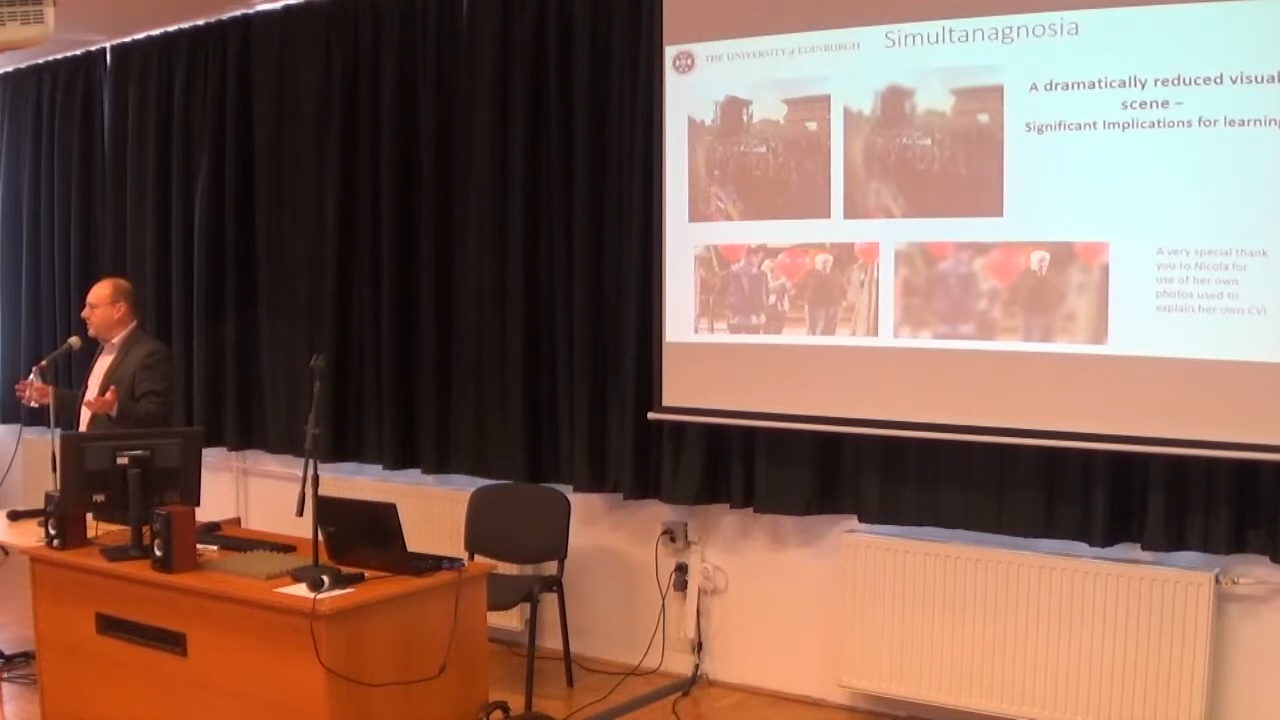 Simultanagnosia
THE UNIVERSITY of EDINBURGH
A dramatically reduced visual
scene –
Significant Implications for learning
A very special thank
you to Nicola for
use of her own
photos used to
explain her own CVI